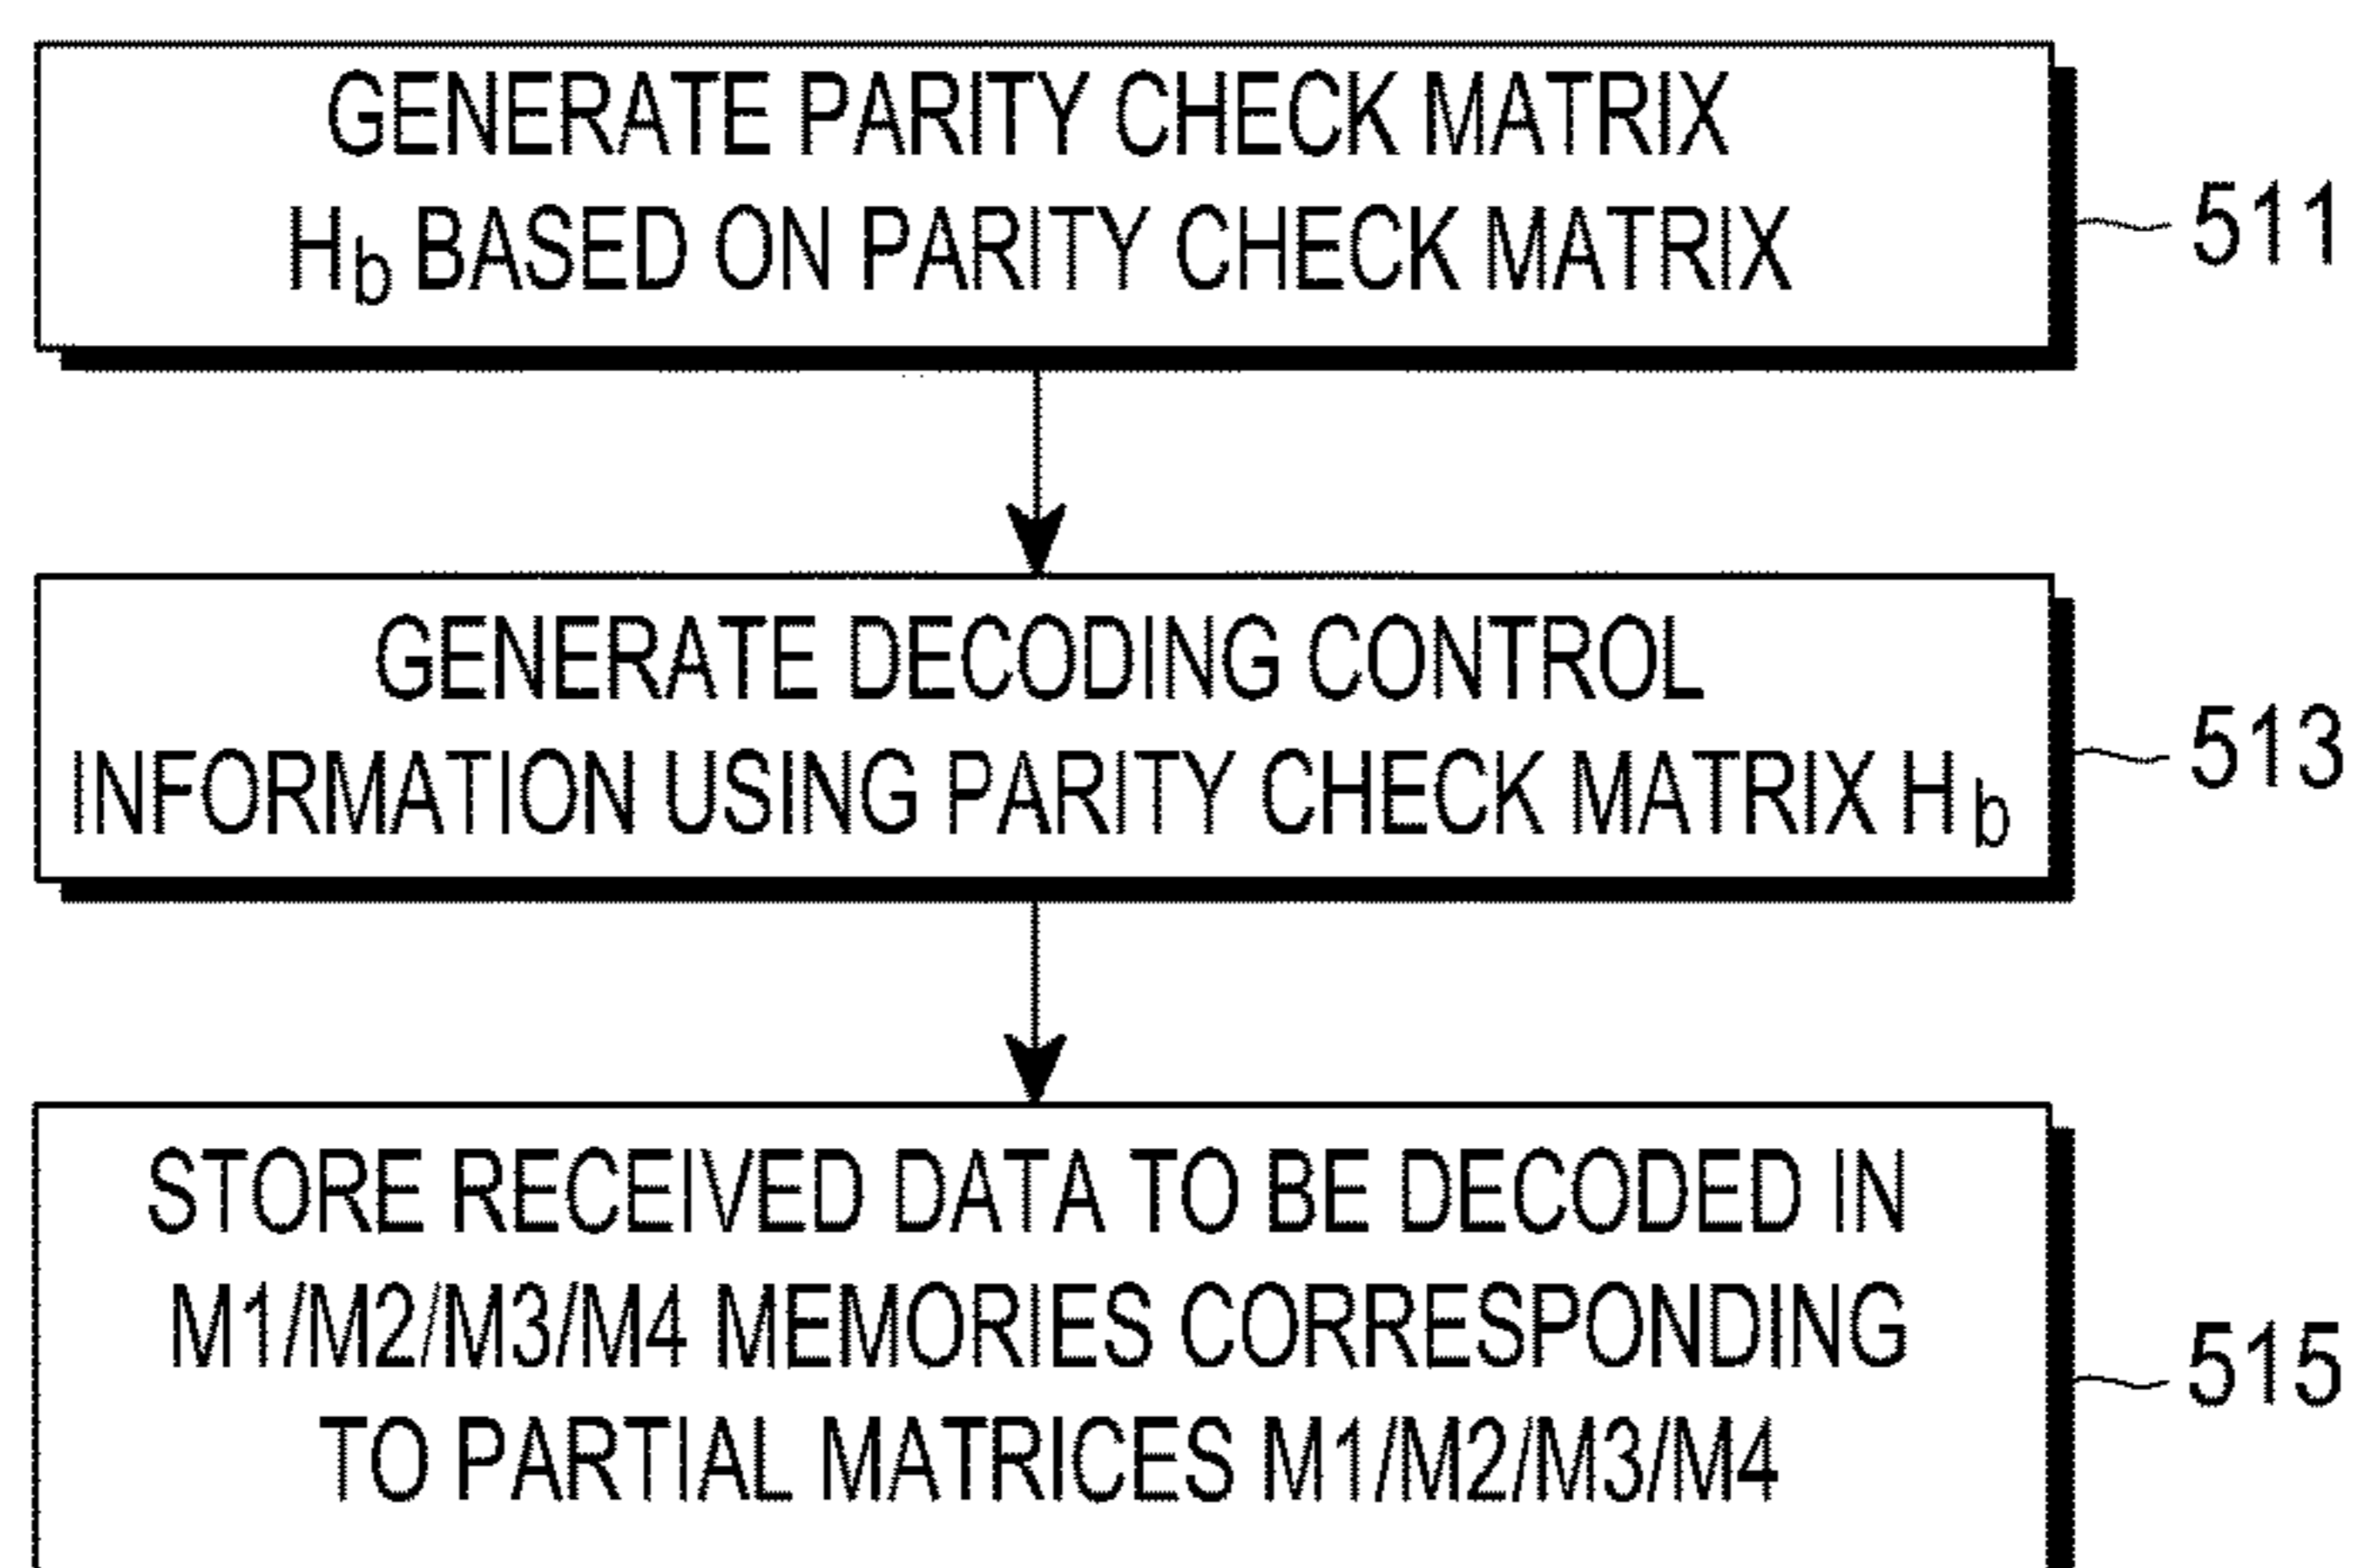 GENERATE PARITY CHECK MATRIX
H_b BASED ON PARITY CHECK MATRIX
511
GENERATE DECODING CONTROL
INFORMATION USING PARITY CHECK MATRIX H_b
513
STORE RECEIVED DATA TO BE DECODED IN
M1/M2/M3/M4 MEMORIES CORRESPONDING
TO PARTIAL MATRICES M1/M2/M3/M4
515